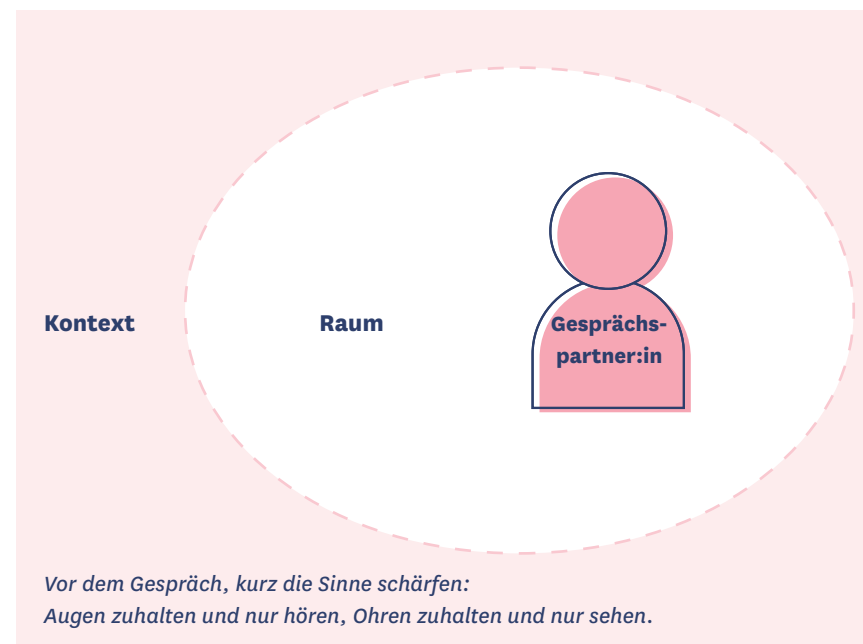 Kontext
Raum
Gesprächs-
partner:in
Vor dem Gespräch, kurz die Sinne schärfen:
Augen zuhalten und nur hören, Ohren zuhalten und nur sehen.